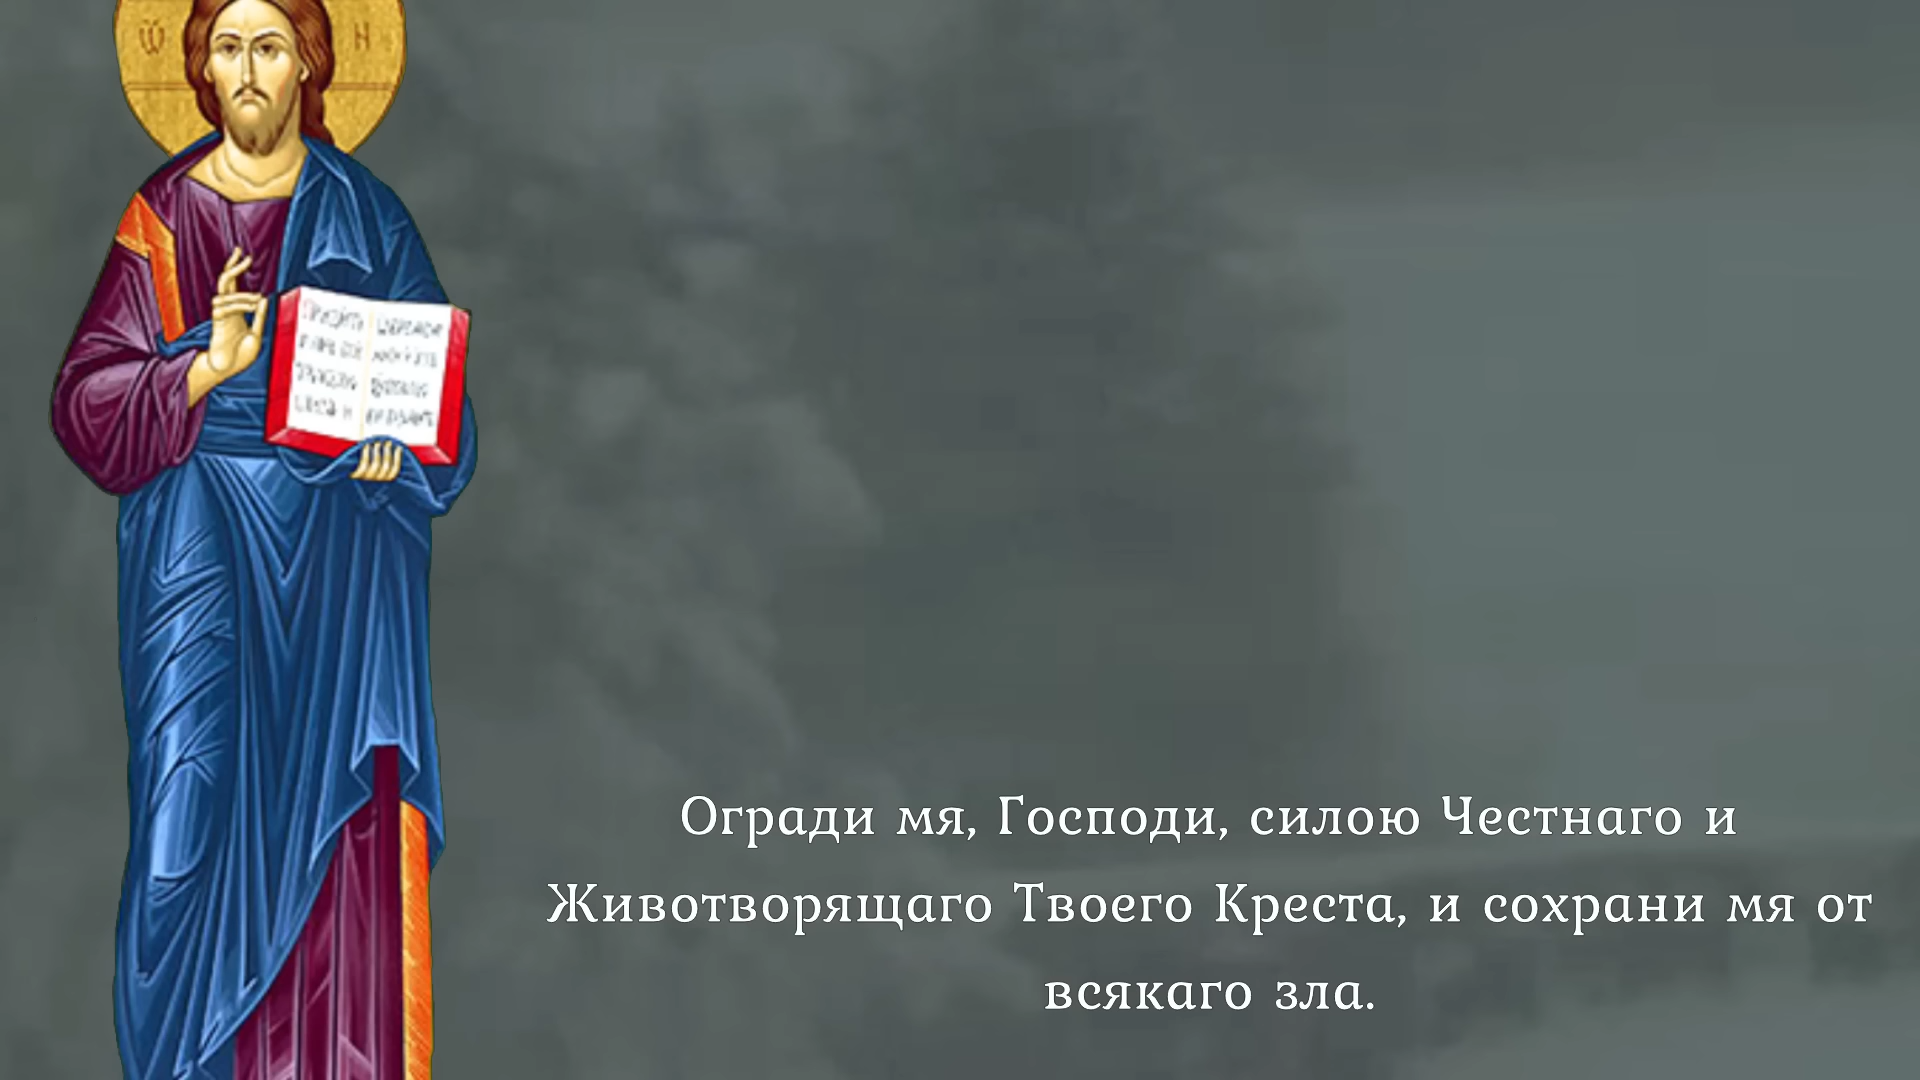 Огради мя, Господи, силою Честнаго и
Животворящаго Твоего Креста, и сохрани мя от
всякаго зла.